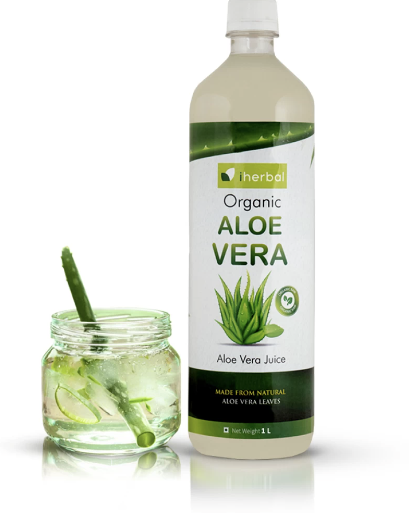 iherbal
Organic
ALOE
VERA
Aloe Vera Juice
MADE FROM NATURAL
ALOE VERA LEAVES
Net Weight 1 L